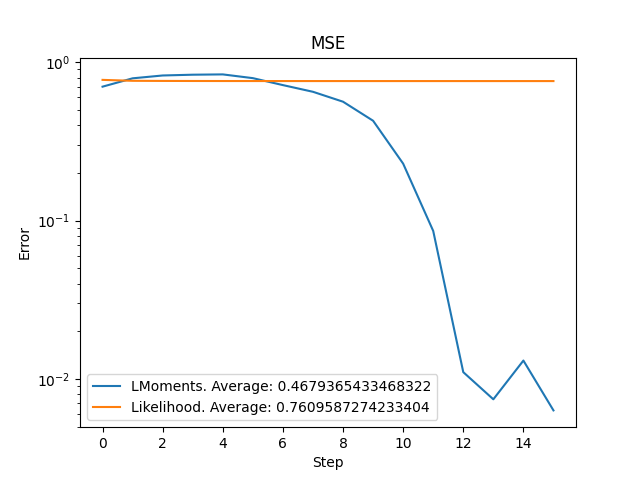 MSE
10⁰
10⁻¹
10⁻²
Error
LMoments. Average: 0.4679365433468322
Likelihood. Average: 0.7609587274233404
0 2 4 6 8 10 12 14
Step